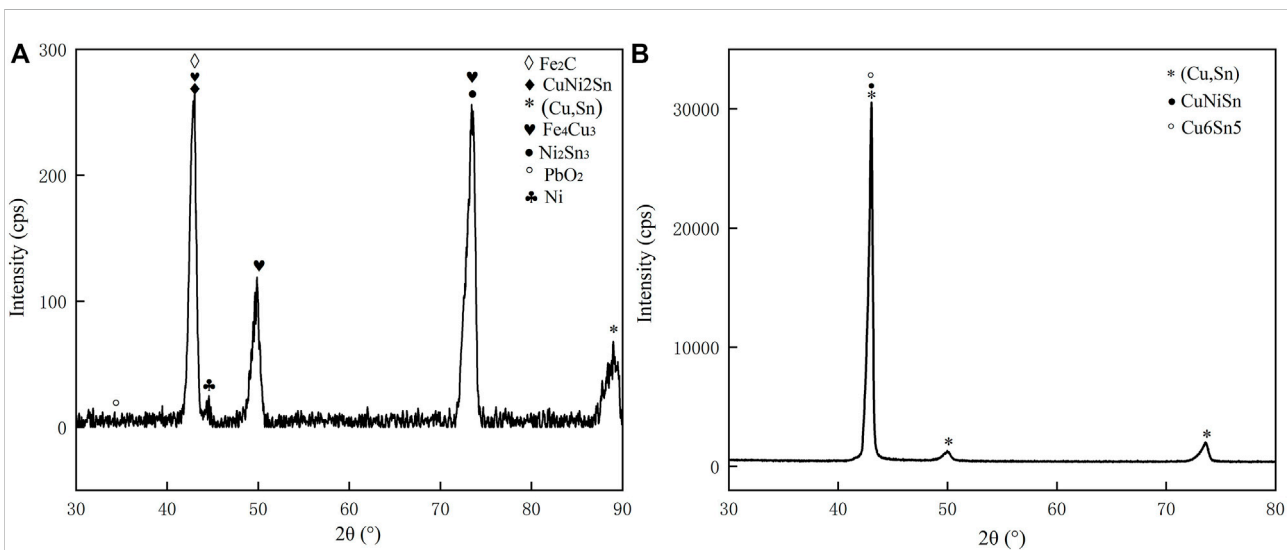 A
300
200
100
0
Intensity (cps)
30 40 50 60 70 80 90
2θ (°)
◊ Fe₂C
♦ CuNi2Sn
* (Cu,Sn)
♥ Fe₄Cu₃
● Ni₂Sn₃
○ PbO₂
♣ Ni
B
30000
20000
10000
0
Intensity (cps)
30 40 50 60 70 80
2θ (°)
* (Cu,Sn)
● CuNiSn
○ Cu6Sn5